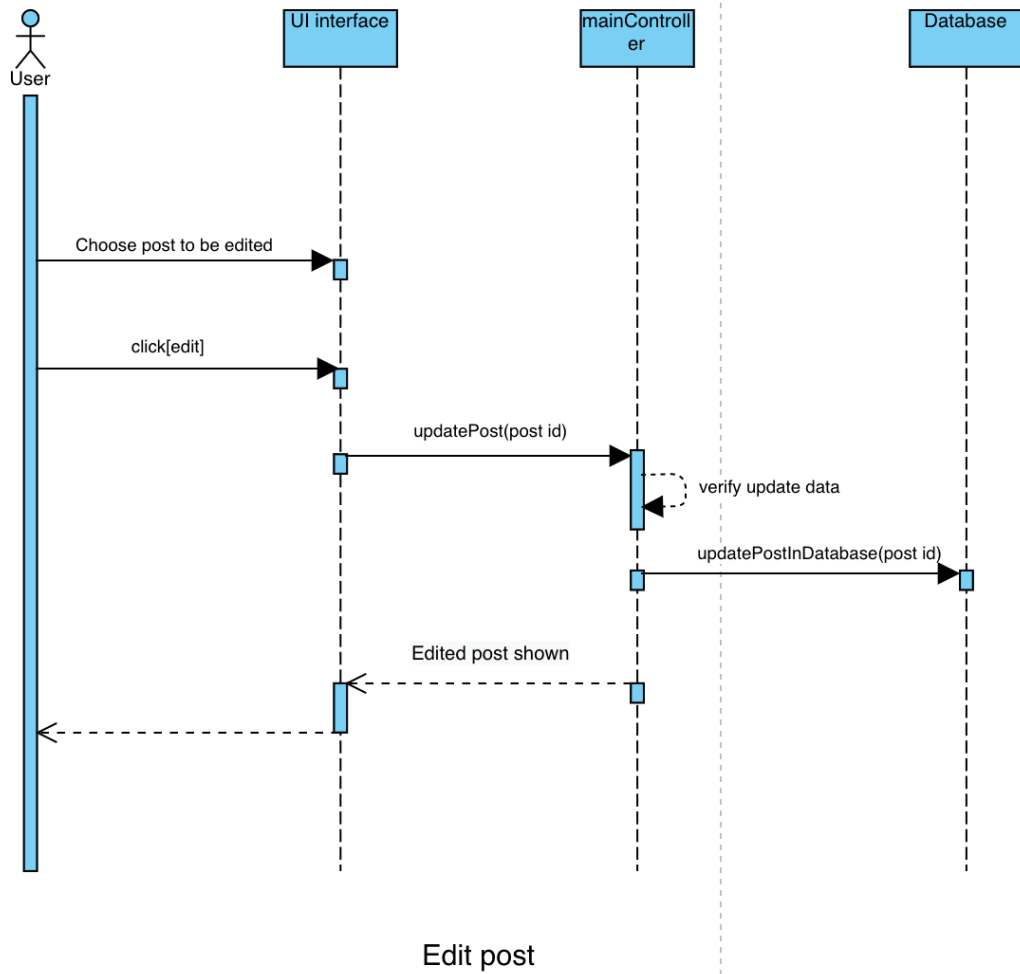 UI interface
mainControll
er
Database
User
Choose post to be edited
click[edit]
updatePost(post id)
verify update data
updatePostInDatabase(post id)
Edited post shown
Edit post